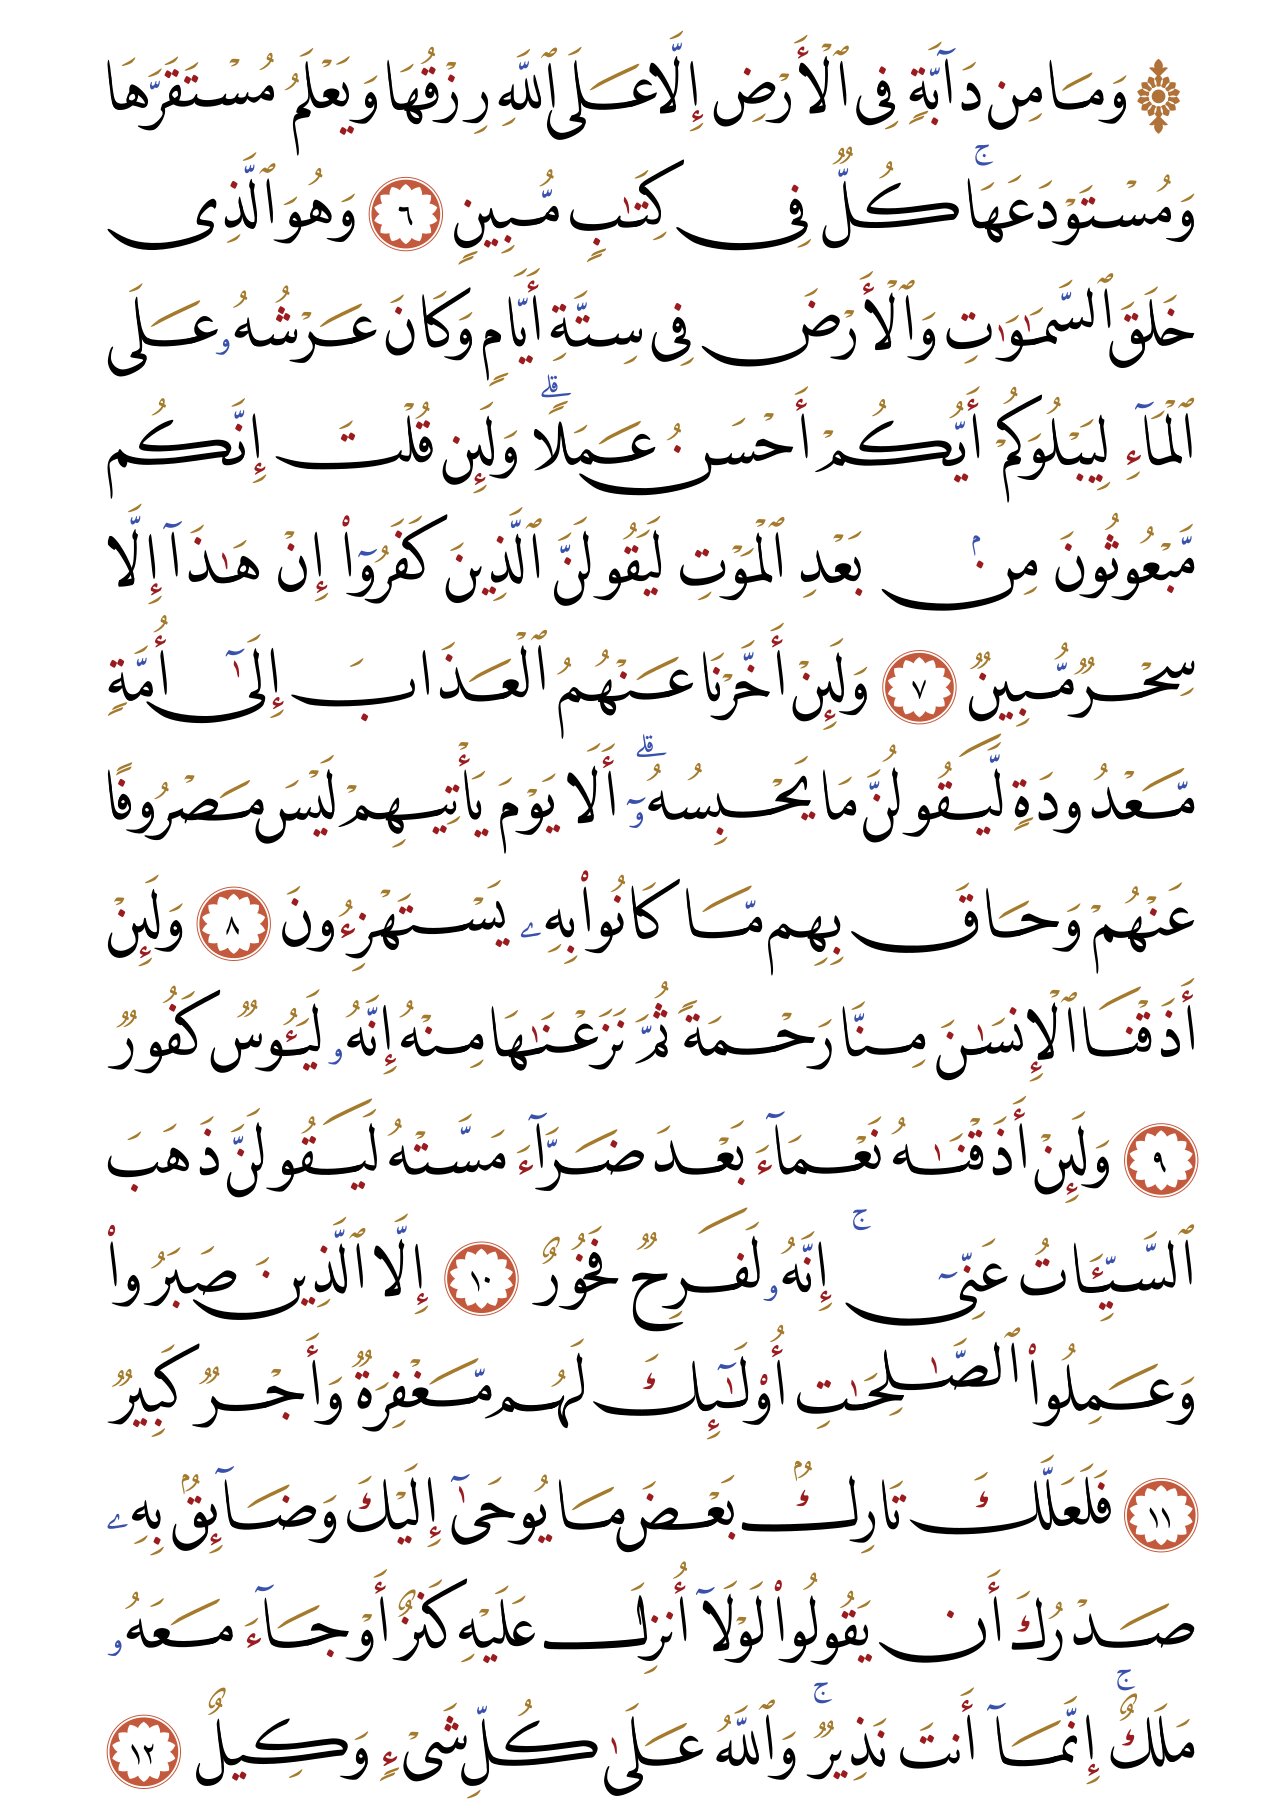 ۞ وَمَا مِن دَآبَّةٍ فِى ٱلْأَرْضِ إِلَّا عَلَى ٱللَّهِ رِزْقُهَا وَيَعْلَمُ مُسْتَقَرَّهَا
وَمُسْتَوْدَعَهَا ۚ كُلٌّ فِى كِتَـٰبٍ مُّبِينٍ ٦ وَهُوَ ٱلَّذِى
خَلَقَ ٱلسَّمَـٰوَٰتِ وَٱلْأَرْضَ فِى سِتَّةِ أَيَّامٍ وَكَانَ عَرْشُهُۥ عَلَى
ٱلْمَآءِ لِيَبْلُوَكُمْ أَيُّكُمْ أَحْسَنُ عَمَلًا ۗ وَلَئِن قُلْتَ إِنَّكُم
مَّبْعُوثُونَ مِنۢ بَعْدِ ٱلْمَوْتِ لَيَقُولَنَّ ٱلَّذِينَ كَفَرُوٓا۟ إِنْ هَـٰذَآ إِلَّا
سِحْرٌ مُّبِينٌ ٧ وَلَئِنْ أَخَّرْنَا عَنْهُمُ ٱلْعَذَابَ إِلَىٰٓ أُمَّةٍ
مَّعْدُودَةٍ لَّيَقُولُنَّ مَا يَحْبِسُهُۥٓ ۗ أَلَا يَوْمَ يَأْتِيهِمْ لَيْسَ مَصْرُوفًا
عَنْهُمْ وَحَاقَ بِهِم مَّا كَانُوا۟ بِهِۦ يَسْتَهْزِءُونَ ٨ وَلَئِنْ
أَذَقْنَا ٱلْإِنسَـٰنَ مِنَّا رَحْمَةً ثُمَّ نَزَعْنَـٰهَا مِنْهُ إِنَّهُۥ لَيَـُٔوسٌ كَفُورٌ
٩ وَلَئِنْ أَذَقْنَـٰهُ نَعْمَآءَ بَعْدَ ضَرَّآءَ مَسَّتْهُ لَيَقُولَنَّ ذَهَبَ
ٱلسَّيِّـَٔاتُ عَنِّىٓ ۚ إِنَّهُۥ لَفَرِحٌ فَخُورٌ ١٠ إِلَّا ٱلَّذِينَ صَبَرُوا۟
وَعَمِلُوا۟ ٱلصَّـٰلِحَـٰتِ أُو۟لَـٰٓئِكَ لَهُم مَّغْفِرَةٌ وَأَجْرٌ كَبِيرٌ
١١ فَلَعَلَّكَ تَارِكٌۢ بَعْضَ مَا يُوحَىٰٓ إِلَيْكَ وَضَآئِقٌۢ بِهِۦ
صَدْرُكَ أَن يَقُولُوا۟ لَوْلَآ أُنزِلَ عَلَيْهِ كَنزٌ أَوْ جَآءَ مَعَهُۥ
مَلَكٌ ۚ إِنَّمَآ أَنتَ نَذِيرٌ ۚ وَٱللَّهُ عَلَىٰ كُلِّ شَىْءٍ وَكِيلٌ ١٢